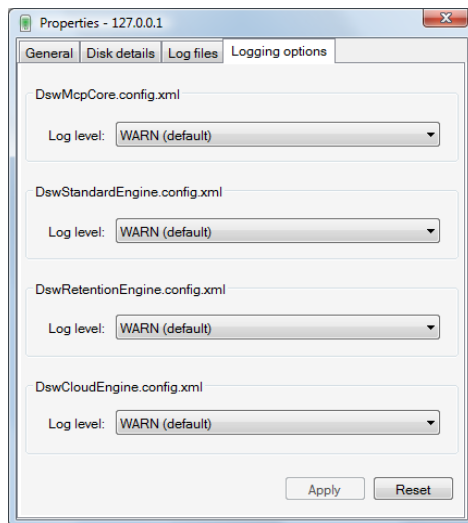 Properties - 127.0.0.1
General Disk details Log files Logging options
DswMcpCore.config.xml
Log level: WARN (default)
DswStandardEngine.config.xml
Log level: WARN (default)
DswRetentionEngine.config.xml
Log level: WARN (default)
DswCloudEngine.config.xml
Log level: WARN (default)
Apply Reset